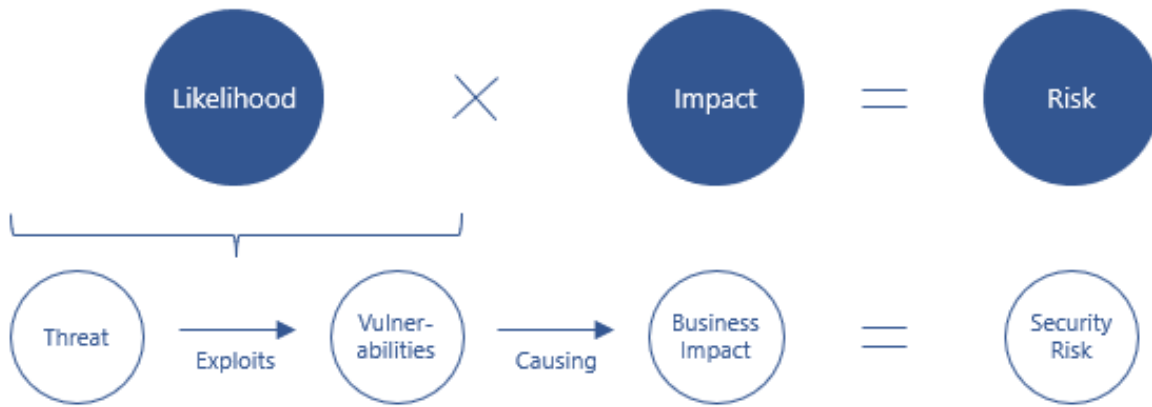 Likelihood
×
Impact
=
Risk
Threat
Exploits
Vulner-
abilities
Causing
Business
Impact
=
Security
Risk